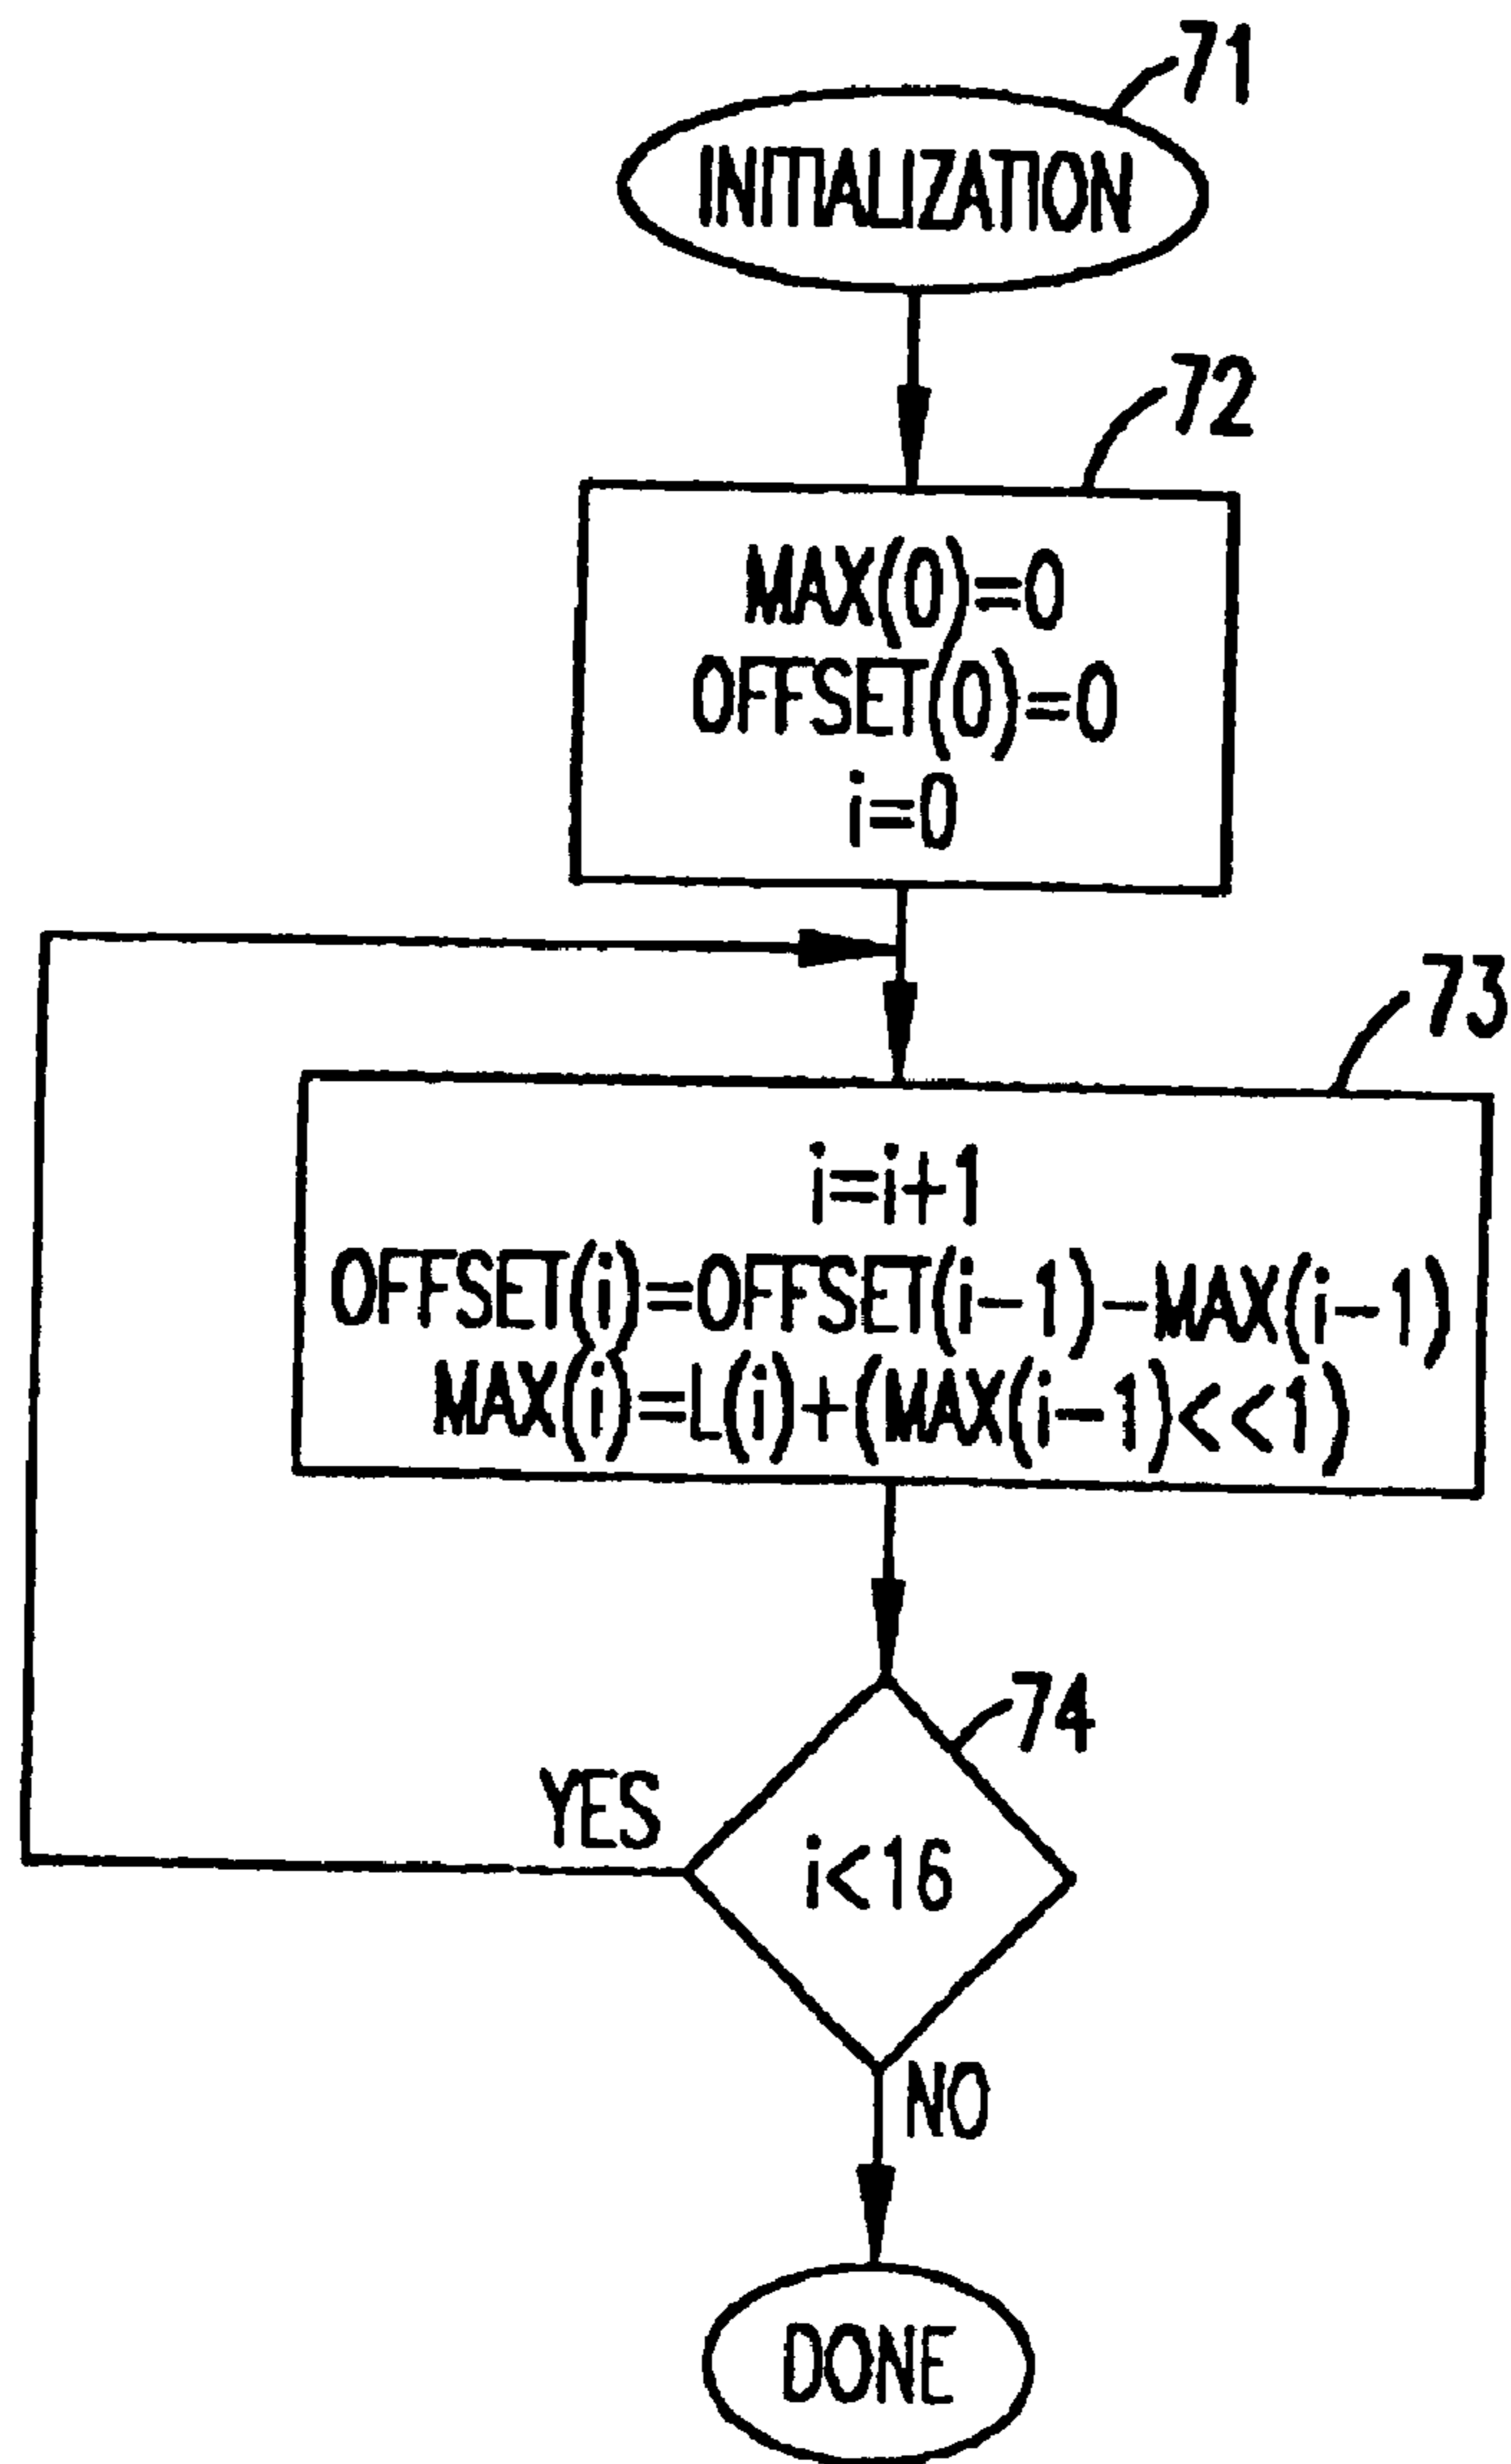 71
INITIALIZATION
72
MAX(0)=0
OFFSET(0)=0
i=0
73
i=i+1
OFFSET(i)=OFFSET(i-1)-MAX(i-1)
MAX(i)=L(i)+(MAX(i-1)<<1)
74
YES
i<16
NO
DONE